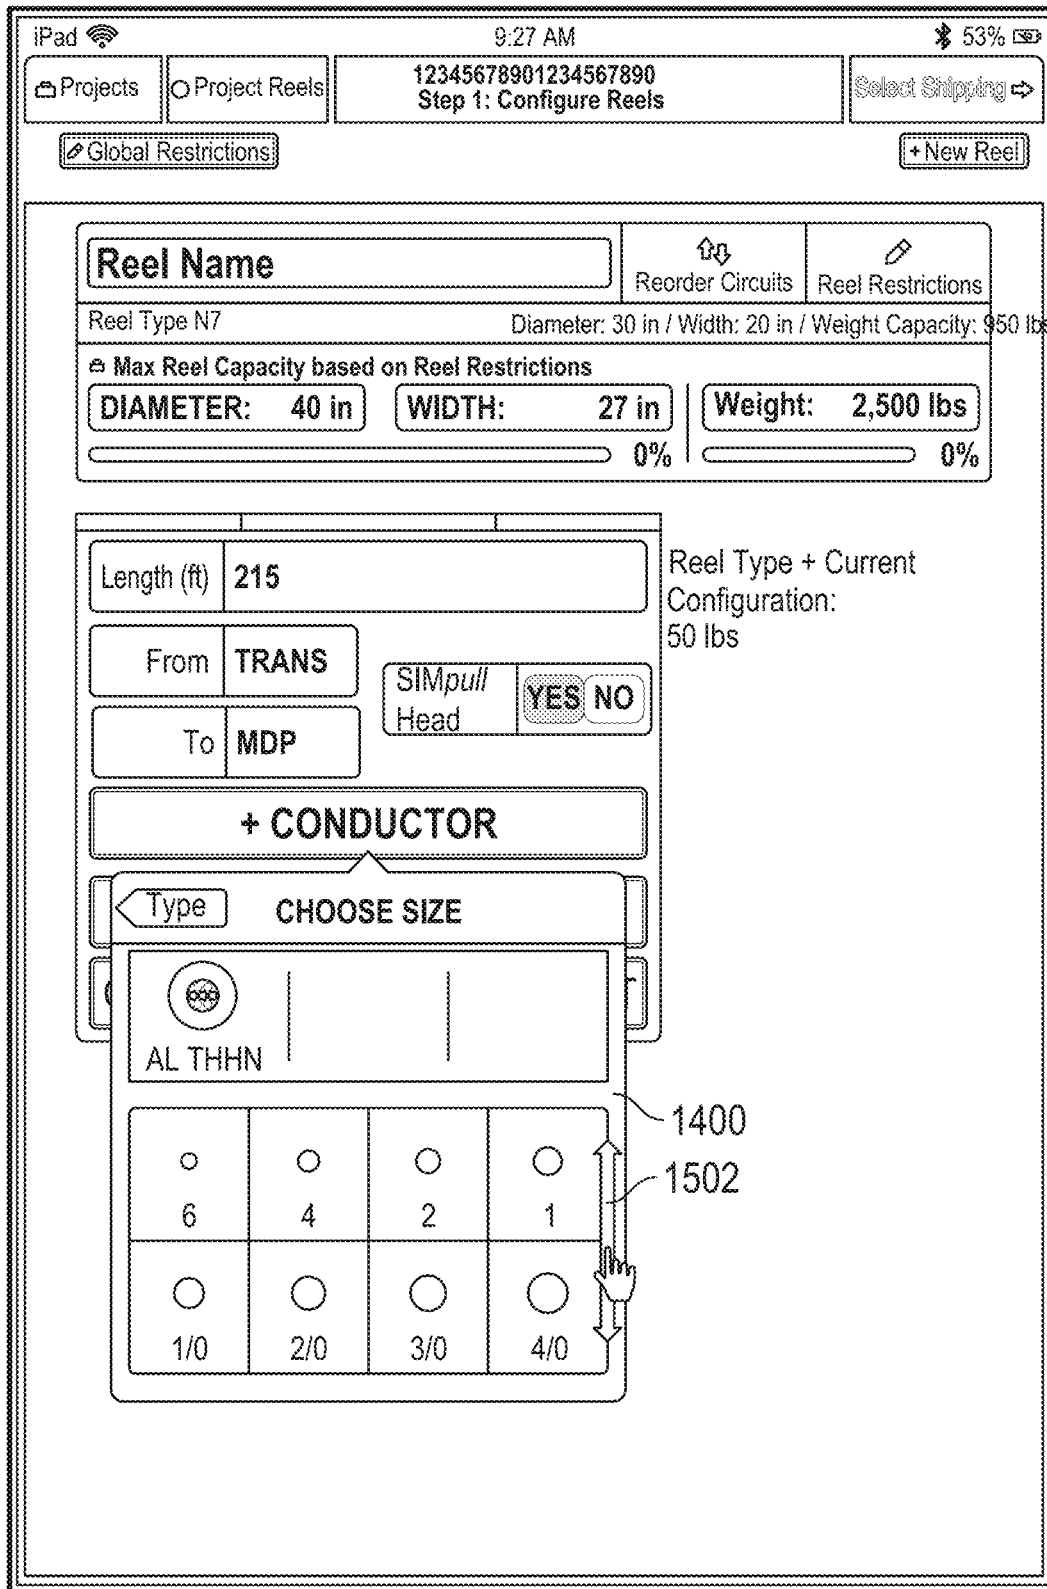 iPad 9:27 AM 53%
Projects Project Reels 12345678901234567890 Select Shipping
Step 1: Configure Reels
Global Restrictions + New Reel
Reel Name
Reorder Circuits Reel Restrictions
Reel Type N7 Diameter: 30 in / Width: 20 in / Weight Capacity: 950 lbs
Max Reel Capacity based on Reel Restrictions
DIAMETER: 40 in WIDTH: 27 in Weight: 2,500 lbs
0% 0%
Length (ft) 215
Reel Type + Current
Configuration:
50 lbs
From TRANS
SIMpull
Head YES NO
To MDP
+ CONDUCTOR
Type CHOOSE SIZE
AL THHN
1400
1502
6 4 2 1
1/0 2/0 3/0 4/0